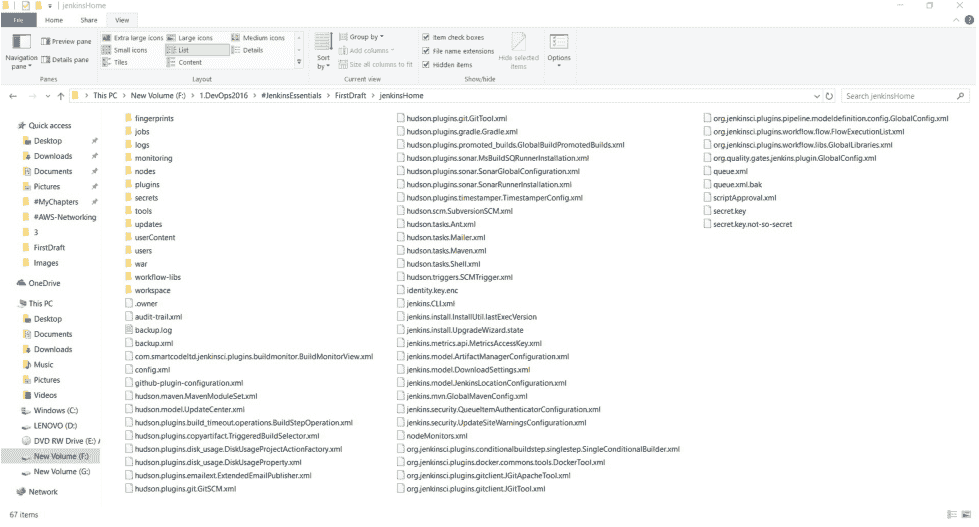 jenkinsHome
File
Home
Share
View
Navigation pane
Preview pane
Details pane
Panes
Extra large icons
Large icons
Medium icons
Small icons
List
Details
Tiles
Content
Layout
Sort by
Group by
Add columns
Size all columns to fit
Current view
Item check boxes
File name extensions
Hidden items
Hide selected items
Show/hide
Options
This PC > New Volume (F:) > 1.DevOps2016 > #JenkinsEssentials > FirstDraft > jenkinsHome
Search jenkinsHome
Quick access
Desktop
Downloads
Documents
Pictures
#MyChapters
#AWS-Networking
3
FirstDraft
Images
OneDrive
This PC
Desktop
Documents
Downloads
Music
Pictures
Videos
Windows (C:)
LENOVO (D:)
DVD RW Drive (E:) A
New Volume (F:)
New Volume (G:)
Network
fingerprints
jobs
logs
monitoring
nodes
plugins
secrets
tools
updates
userContent
users
war
workflow-libs
workspace
.owner
audit-trail.xml
backup.log
backup.xml
com.smartcodeltd.jenkinsci.plugins.buildmonitor.BuildMonitorView.xml
config.xml
github-plugin-configuration.xml
hudson.maven.MavenModuleSet.xml
hudson.model.UpdateCenter.xml
hudson.plugins.build_timeout.operations.BuildStepOperation.xml
hudson.plugins.copyartifact.TriggeredBuildSelector.xml
hudson.plugins.disk_usage.DiskUsageProjectActionFactory.xml
hudson.plugins.disk_usage.DiskUsageProperty.xml
hudson.plugins.emailext.ExtendedEmailPublisher.xml
hudson.plugins.git.GitSCM.xml
hudson.plugins.git.GitTool.xml
hudson.plugins.gradle.Gradle.xml
hudson.plugins.promoted_builds.GlobalBuildPromotedBuilds.xml
hudson.plugins.sonar.MsBuildSQRunnerInstallation.xml
hudson.plugins.sonar.SonarGlobalConfiguration.xml
hudson.plugins.sonar.SonarRunnerInstallation.xml
hudson.plugins.timestamper.TimestamperConfig.xml
hudson.scm.SubversionSCM.xml
hudson.tasks.Ant.xml
hudson.tasks.Mailer.xml
hudson.tasks.Maven.xml
hudson.tasks.Shell.xml
hudson.triggers.SCMTrigger.xml
identity.key.enc
jenkins.CLI.xml
jenkins.install.InstallUtil.lastExecVersion
jenkins.install.UpgradeWizard.state
jenkins.metrics.api.MetricsAccessKey.xml
jenkins.model.ArtifactManagerConfiguration.xml
jenkins.model.DownloadSettings.xml
jenkins.model.JenkinsLocationConfiguration.xml
jenkins.mvn.GlobalMavenConfig.xml
jenkins.security.QueueItemAuthenticatorConfiguration.xml
jenkins.security.UpdateSiteWarningsConfiguration.xml
nodeMonitors.xml
org.jenkinsci.plugins.conditionalbuildstep.singlestep.SingleConditionalBuilder.xml
org.jenkinsci.plugins.docker.commons.tools.DockerTool.xml
org.jenkinsci.plugins.gitclient.JGitApacheTool.xml
org.jenkinsci.plugins.gitclient.JGitTool.xml
org.jenkinsci.plugins.pipeline.modeldefinition.config.GlobalConfig.xml
org.jenkinsci.plugins.workflow.flow.FlowExecutionList.xml
org.jenkinsci.plugins.workflow.libs.GlobalLibraries.xml
org.quality.gates.jenkins.plugin.GlobalConfig.xml
queue.xml
queue.xml.bak
scriptApproval.xml
secret.key
secret.key.not-so-secret
67 items